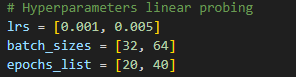 # Hyperparameters linear probing
lrs = [0.001, 0.005]
batch_sizes = [32, 64]
epochs_list = [20, 40]